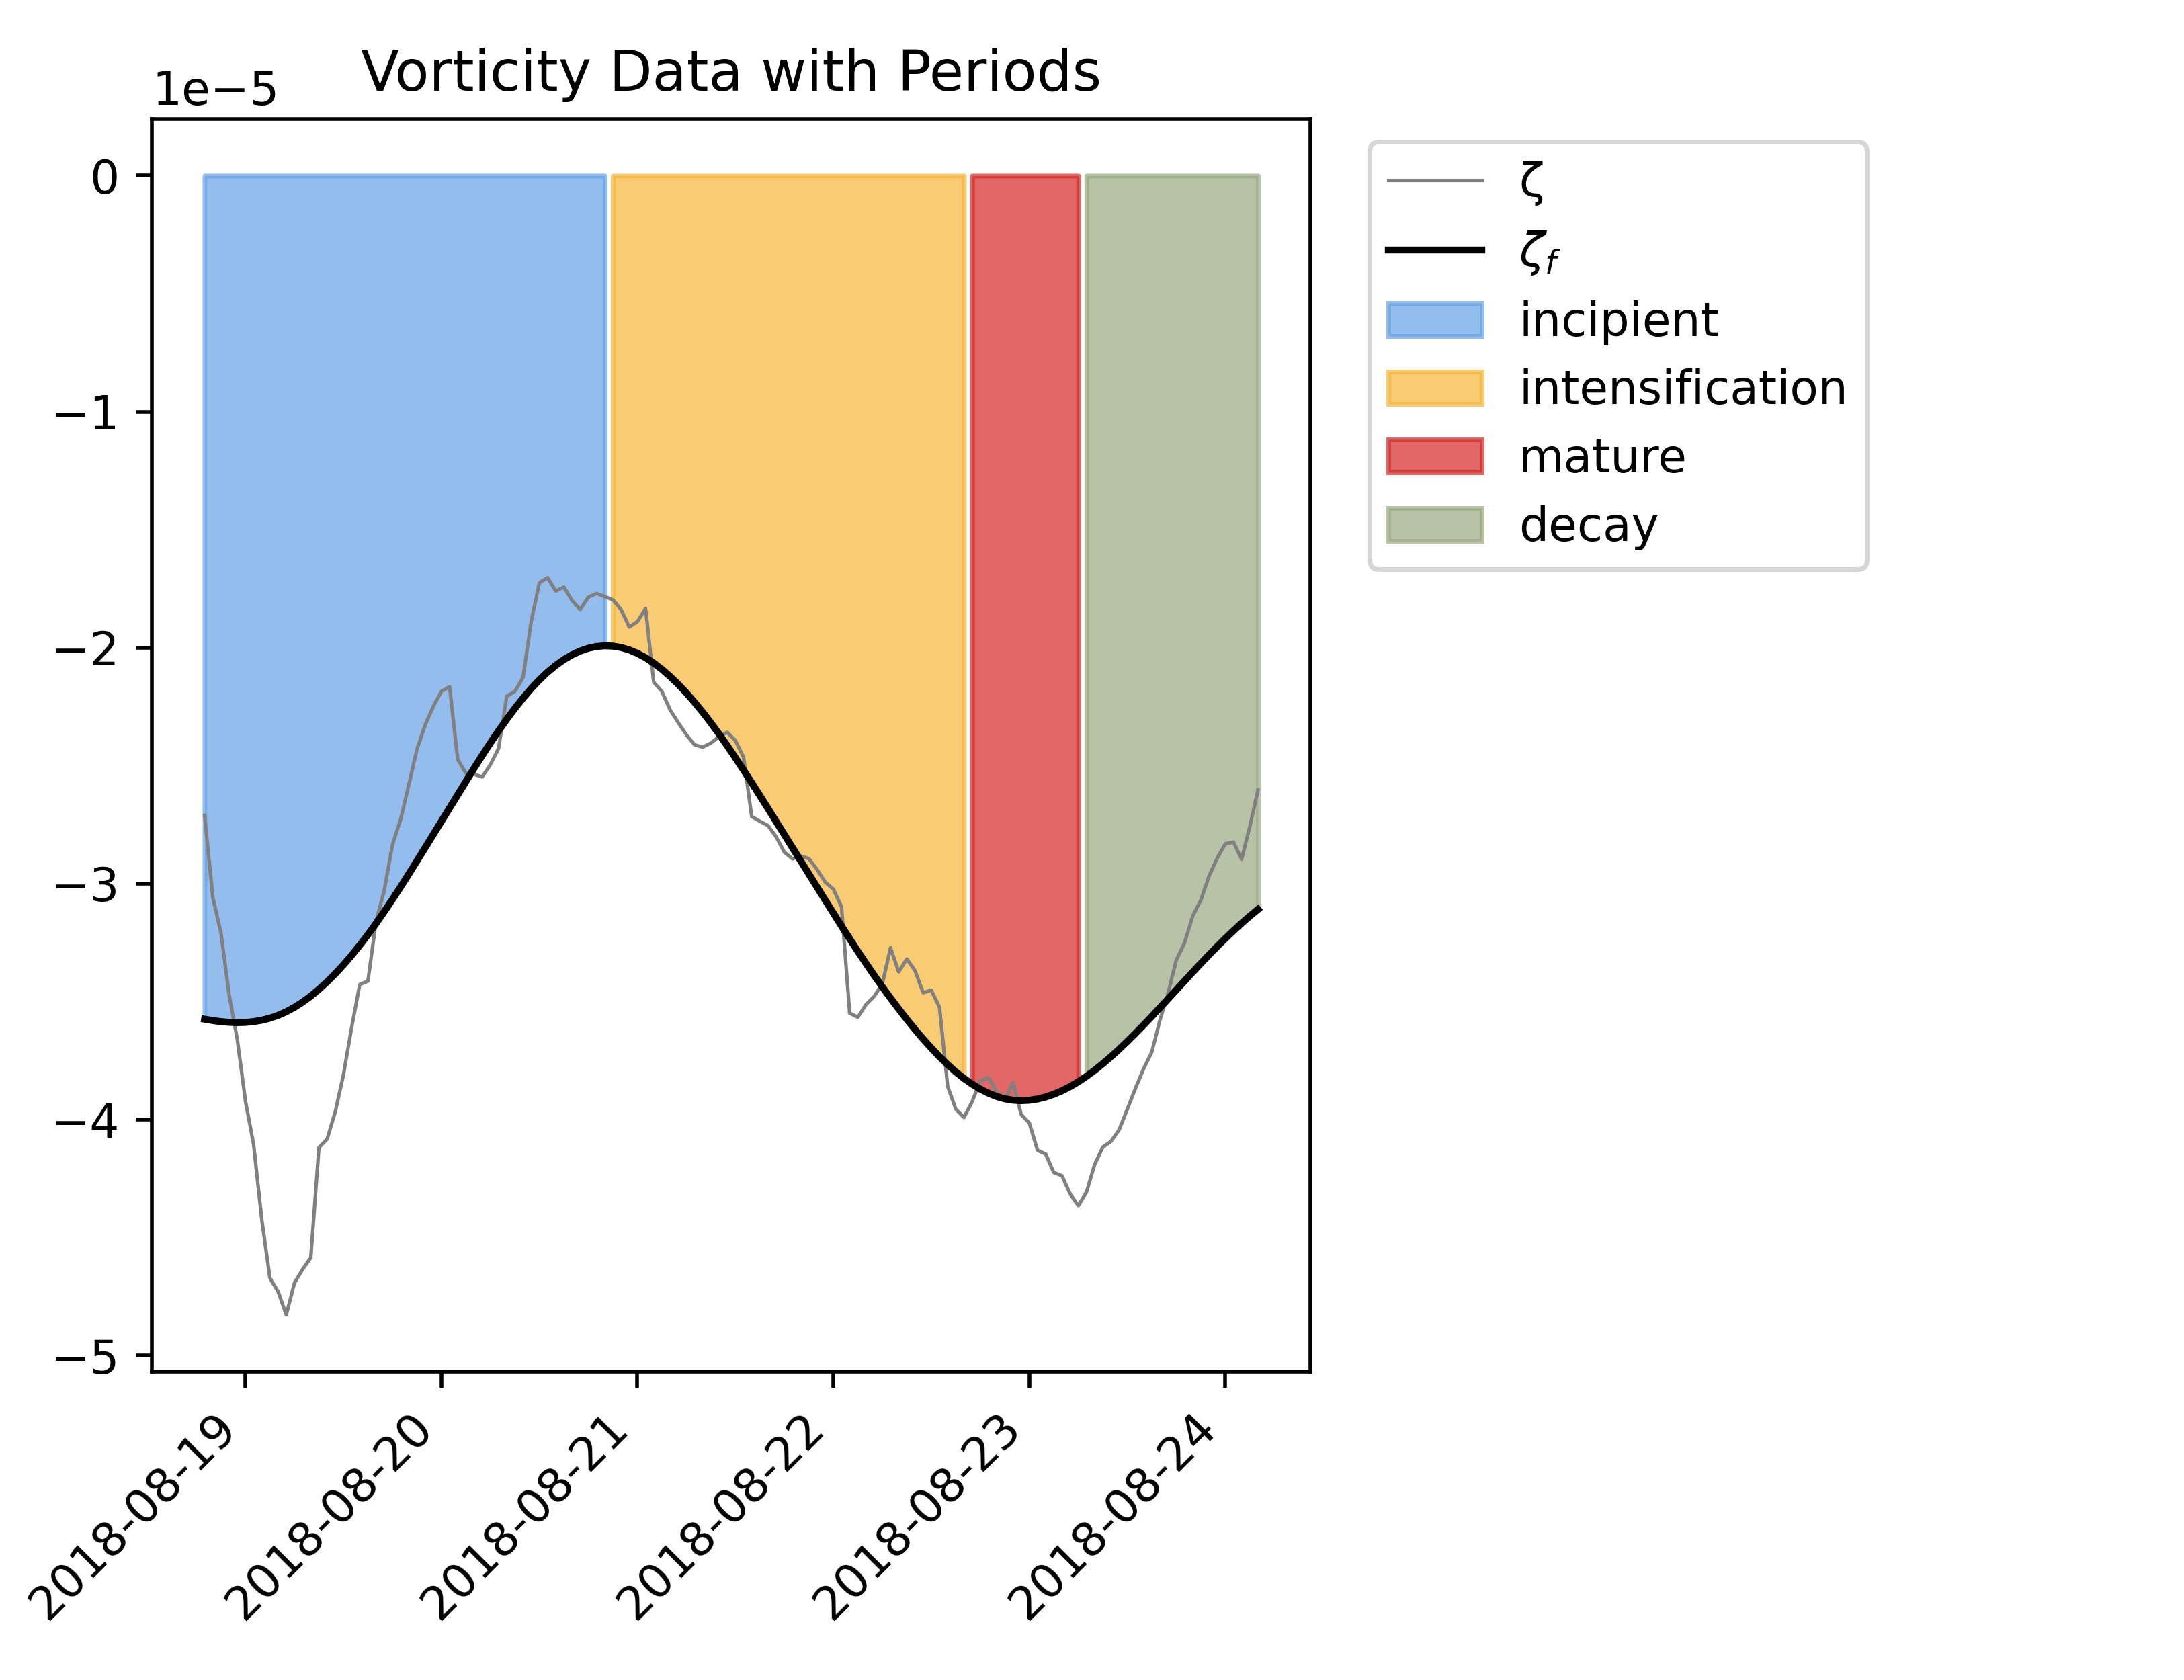 Vorticity Data with Periods
1e−5
0
−1
−2
−3
−4
−5
2018-08-19
2018-08-20
2018-08-21
2018-08-22
2018-08-23
2018-08-24
ζ
ζf
incipient
intensification
mature
decay